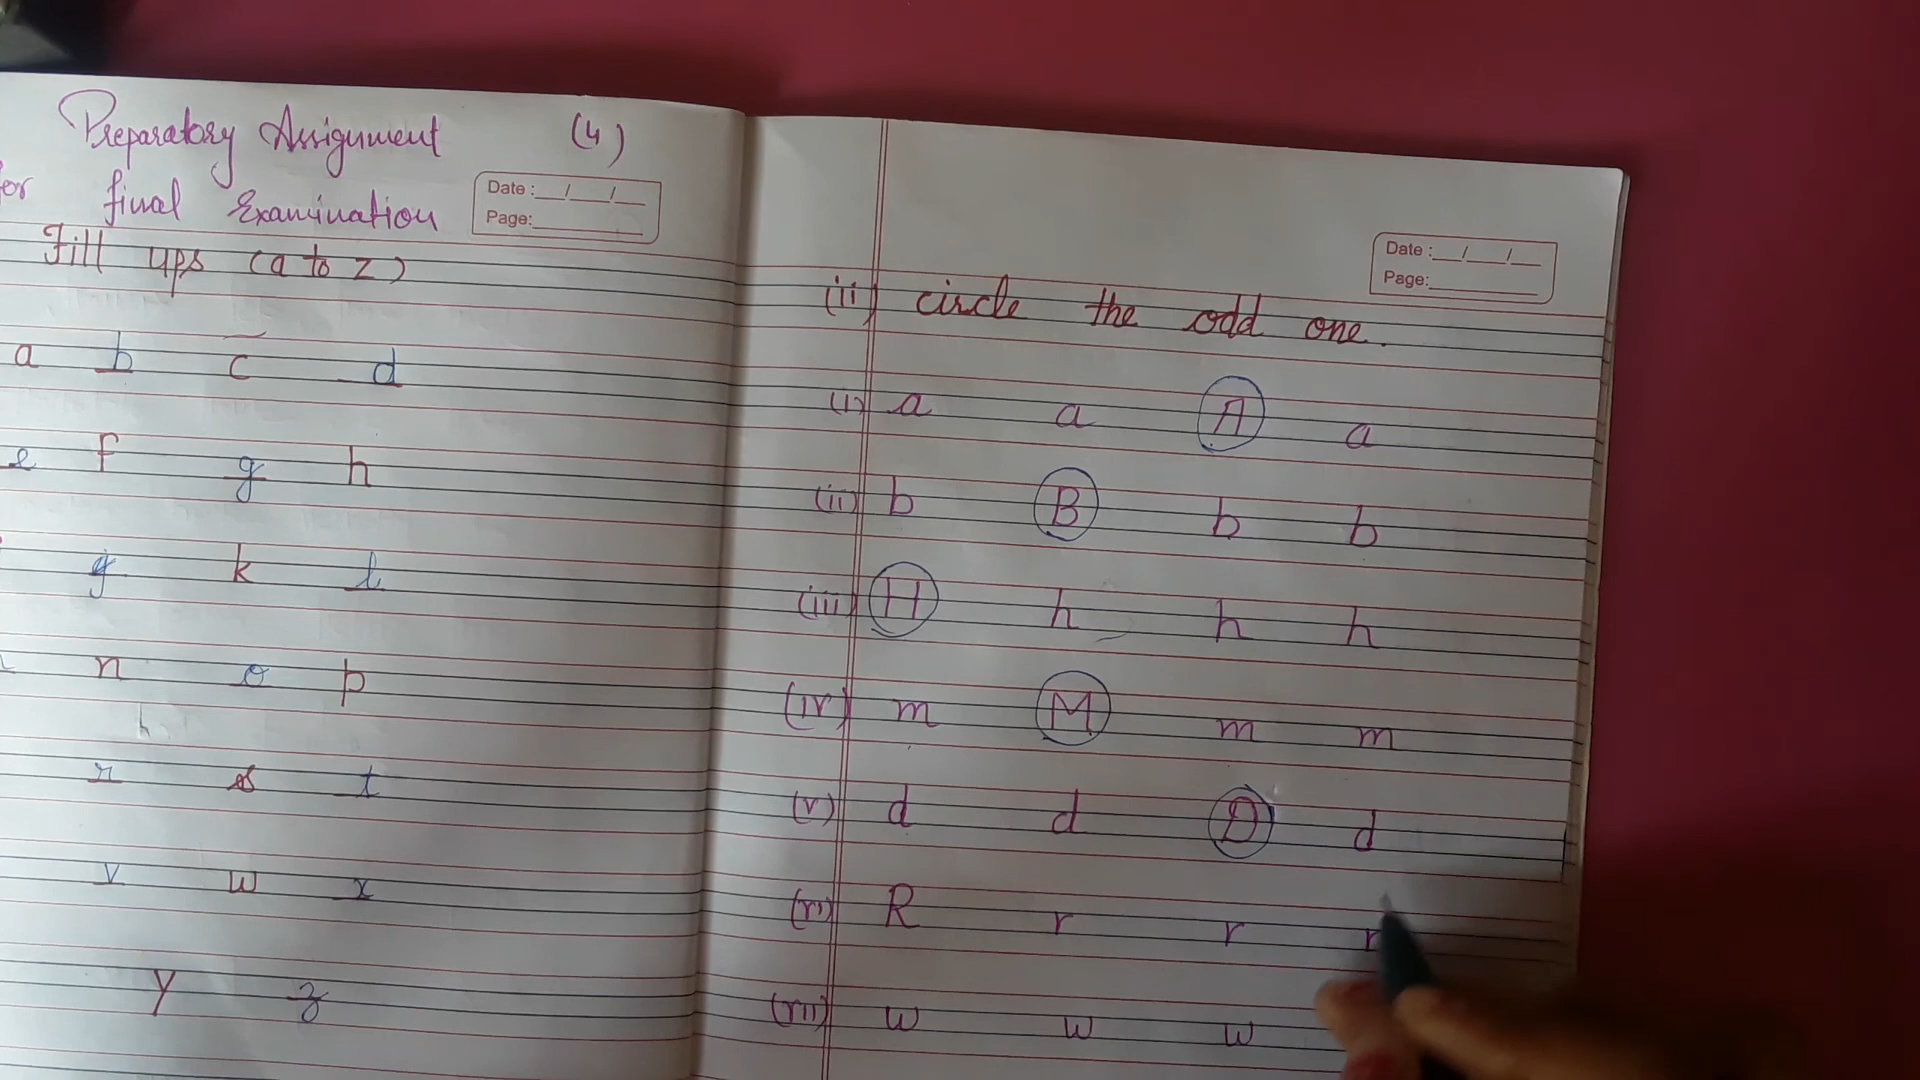 Preparatory Assignment (4)
for final Examination
Date :__/__/__
Page:
Fill ups (a to z)
a b c d
e f g h
j k l
n o p
r s t
v w x
y z
Date :__/__/__
Page:
(ii) circle the odd one.
(i) a a A a
(ii) b B b b
(iii) H h h h
(iv) m M m m
(v) d d D d
(vi) R r r r
(vii) w w w